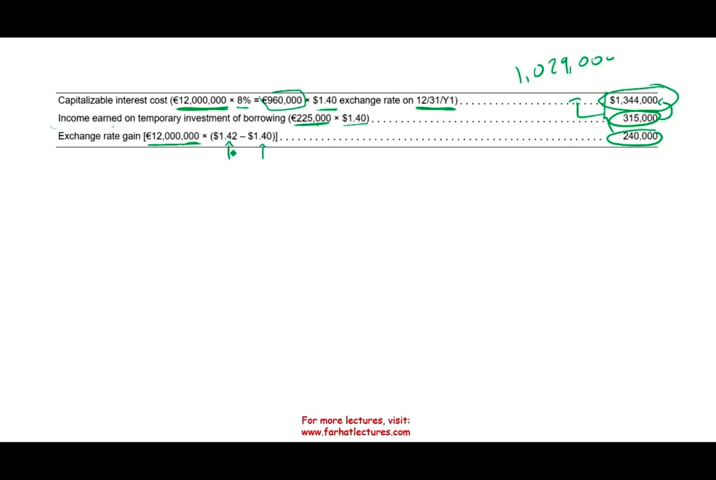 1,029,000
Capitalizable interest cost (€12,000,000 × 8% = €960,000 × $1.40 exchange rate on 12/31/Y1) $1,344,000
Income earned on temporary investment of borrowing (€225,000 × $1.40) 315,000
Exchange rate gain [€12,000,000 × ($1.42 – $1.40)] 240,000
For more lectures, visit:
www.farhatlectures.com